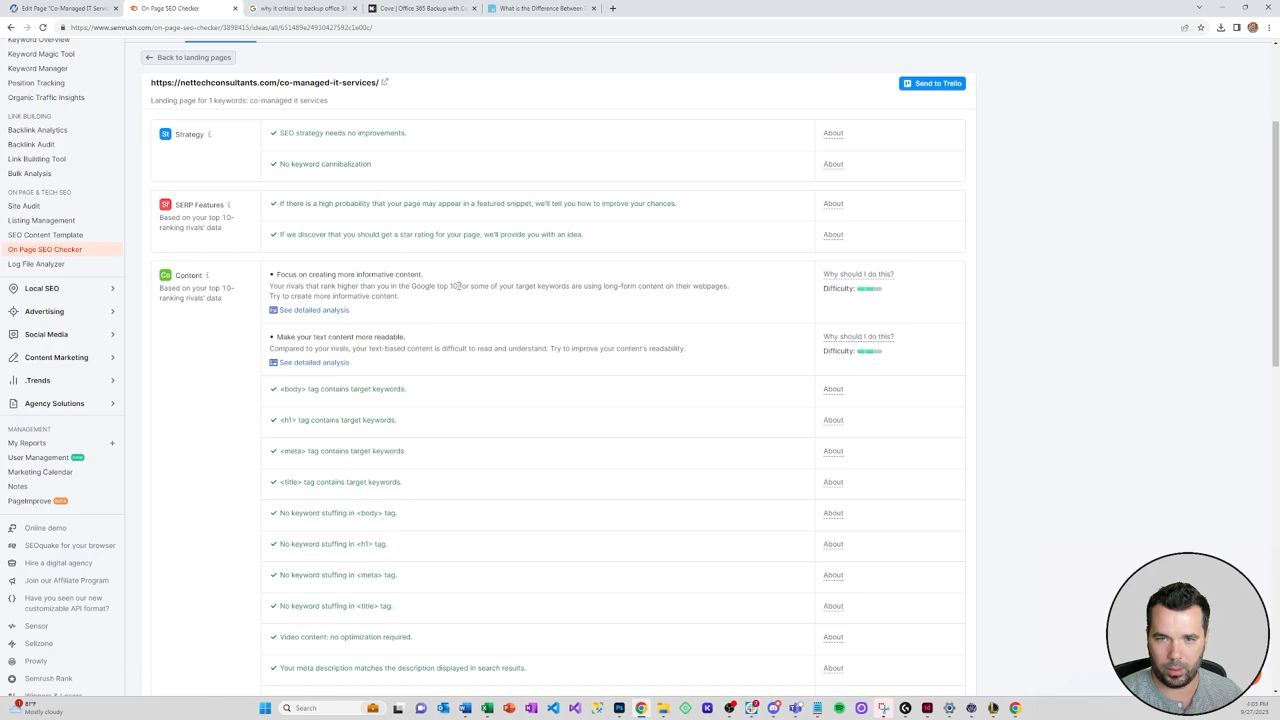 Edit Page "Co-Managed IT Servic
On Page SEO Checker
why it critical to backup office 36
Cove | Office 365 Backup with C
What is the Difference Between E
https://www.semrush.com/on-page-seo-checker/3898415/ideas/all/651489e24930427592c1e00c/
Keyword Overview
Keyword Magic Tool
Keyword Manager
Position Tracking
Organic Traffic Insights
LINK BUILDING
Backlink Analytics
Backlink Audit
Link Building Tool
Bulk Analysis
ON PAGE & TECH SEO
Site Audit
Listing Management
SEO Content Template
On Page SEO Checker
Log File Analyzer
Local SEO
Advertising
Social Media
Content Marketing
.Trends
Agency Solutions
MANAGEMENT
My Reports
User Management new
Marketing Calendar
Notes
PageImprove beta
Online demo
SEOquake for your browser
Hire a digital agency
Join our Affiliate Program
Have you seen our new
customizable API format?
Sensor
Sellzone
Prowly
Semrush Rank
Winners & Losers
Back to landing pages
https://nettechconsultants.com/co-managed-it-services/
Send to Trello
Landing page for 1 keywords: co-managed it services
St Strategy i
SEO strategy needs no improvements.
About
No keyword cannibalization
About
Sf SERP Features i
Based on your top 10-
ranking rivals' data
If there is a high probability that your page may appear in a featured snippet, we'll tell you how to improve your chances.
About
If we discover that you should get a star rating for your page, we'll provide you with an idea.
About
Co Content i
Based on your top 10-
ranking rivals' data
• Focus on creating more informative content.
Your rivals that rank higher than you in the Google top 10 for some of your target keywords are using long-form content on their webpages.
Try to create more informative content.
See detailed analysis
Why should I do this?
Difficulty:
• Make your text content more readable.
Compared to your rivals, your text-based content is difficult to read and understand. Try to improve your content's readability.
See detailed analysis
Why should I do this?
Difficulty:
<body> tag contains target keywords.
About
<h1> tag contains target keywords.
About
<meta> tag contains target keywords
About
<title> tag contains target keywords.
About
No keyword stuffing in <body> tag.
About
No keyword stuffing in <h1> tag.
About
No keyword stuffing in <meta> tag.
About
No keyword stuffing in <title> tag.
About
Video content: no optimization required.
About
Your meta description matches the description displayed in search results.
About
81°F
Mostly cloudy
Search
4:05 PM
9/27/2023